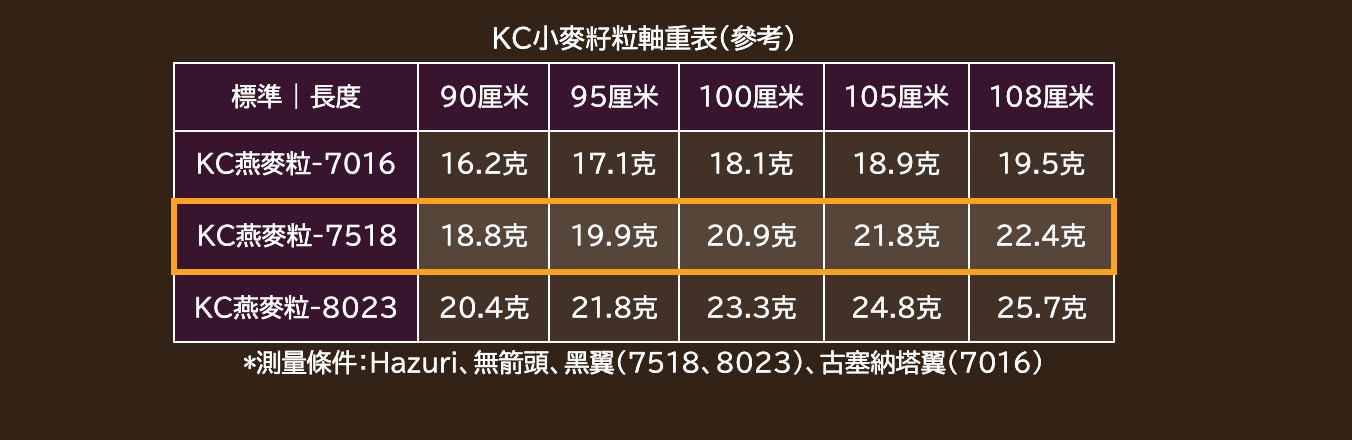 KC小麥籽粒軸重表（參考）
標準｜長度 90厘米 95厘米 100厘米 105厘米 108厘米
KC燕麥粒-7016 16.2克 17.1克 18.1克 18.9克 19.5克
KC燕麥粒-7518 18.8克 19.9克 20.9克 21.8克 22.4克
KC燕麥粒-8023 20.4克 21.8克 23.3克 24.8克 25.7克
*測量條件：Hazuri、無箭頭、黑翼（7518、8023）、古塞納塔翼（7016）